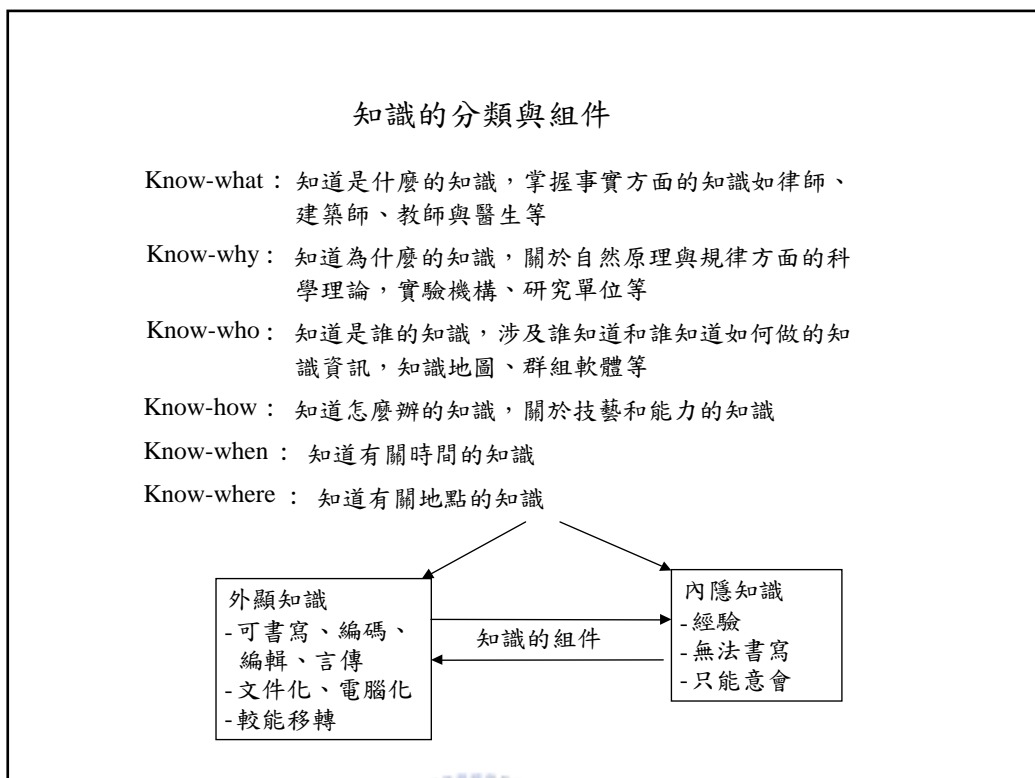 知識的分類與組件
Know-what：知道是什麼的知識，掌握事實方面的知識如律師、
建築師、教師與醫生等
Know-why：知道為什麼的知識，關於自然原理與規律方面的科
學理論，實驗機構、研究單位等
Know-who：知道是誰的知識，涉及誰知道和誰知道如何做的知
識資訊，知識地圖、群組軟體等
Know-how：知道怎麼辦的知識，關於技藝和能力的知識
Know-when：知道有關時間的知識
Know-where：知道有關地點的知識
外顯知識
-可書寫、編碼、
編輯、言傳
-文件化、電腦化
-較能移轉
知識的組件
內隱知識
-經驗
-無法書寫
-只能意會